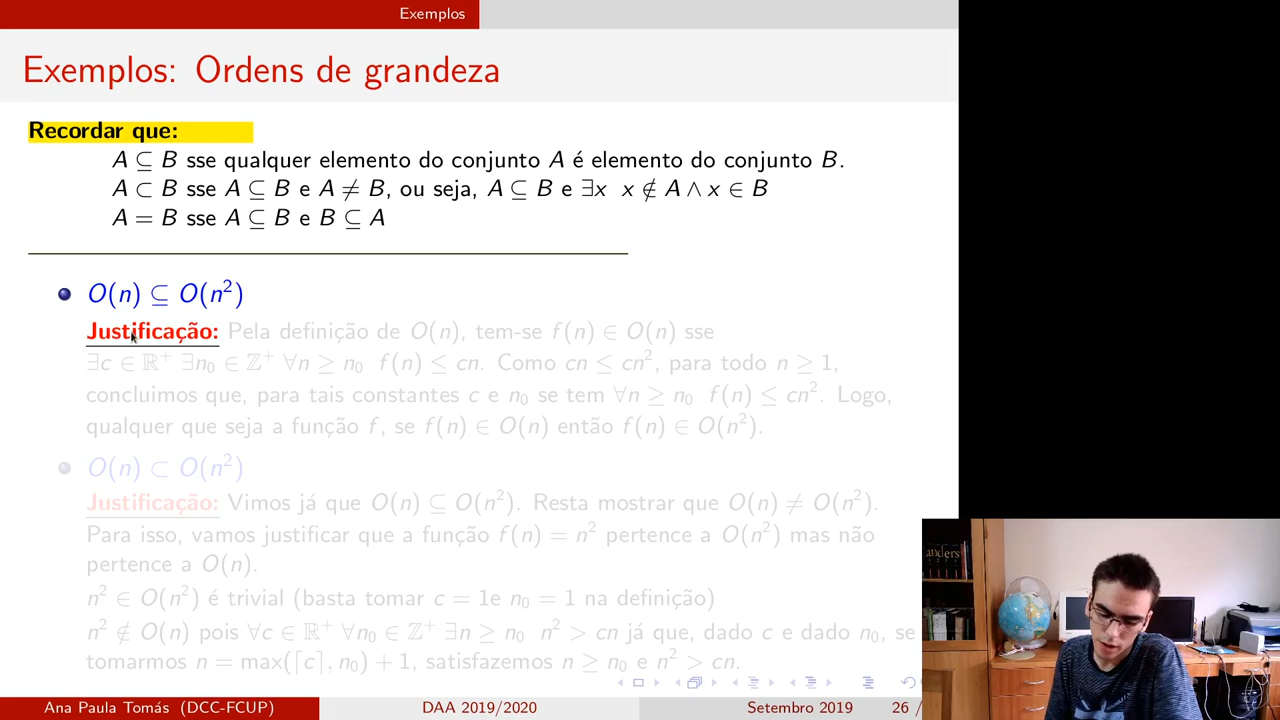 Exemplos
Exemplos: Ordens de grandeza
Recordar que:
A ⊆ B sse qualquer elemento do conjunto A é elemento do conjunto B.
A ⊂ B sse A ⊆ B e A ≠ B, ou seja, A ⊆ B e ∃x x ∉ A ∧ x ∈ B
A = B sse A ⊆ B e B ⊆ A
O(n) ⊆ O(n²)
Justificação: Pela definição de O(n), tem-se f(n) ∈ O(n) sse
∃c ∈ ℝ⁺ ∃n₀ ∈ ℤ⁺ ∀n ≥ n₀ f(n) ≤ cn. Como cn ≤ cn², para todo n ≥ 1,
concluimos que, para tais constantes c e n₀ se tem ∀n ≥ n₀ f(n) ≤ cn². Logo,
qualquer que seja a função f, se f(n) ∈ O(n) então f(n) ∈ O(n²).
O(n) ⊂ O(n²)
Justificação: Vimos já que O(n) ⊆ O(n²). Resta mostrar que O(n) ≠ O(n²).
Para isso, vamos justificar que a função f(n) = n² pertence a O(n²) mas não
pertence a O(n).
n² ∈ O(n²) é trivial (basta tomar c = 1e n₀ = 1 na definição)
n² ∉ O(n) pois ∀c ∈ ℝ⁺∀n₀ ∈ ℤ⁺ ∃n ≥ n₀ n² > cn já que, dado c e dado n₀, se
tomarmos n = max(⌈c⌉, n₀) + 1, satisfazemos n ≥ n₀ e n² > cn.
Ana Paula Tomás (DCC-FCUP) DAA 2019/2020 Setembro 2019 26 /
anders